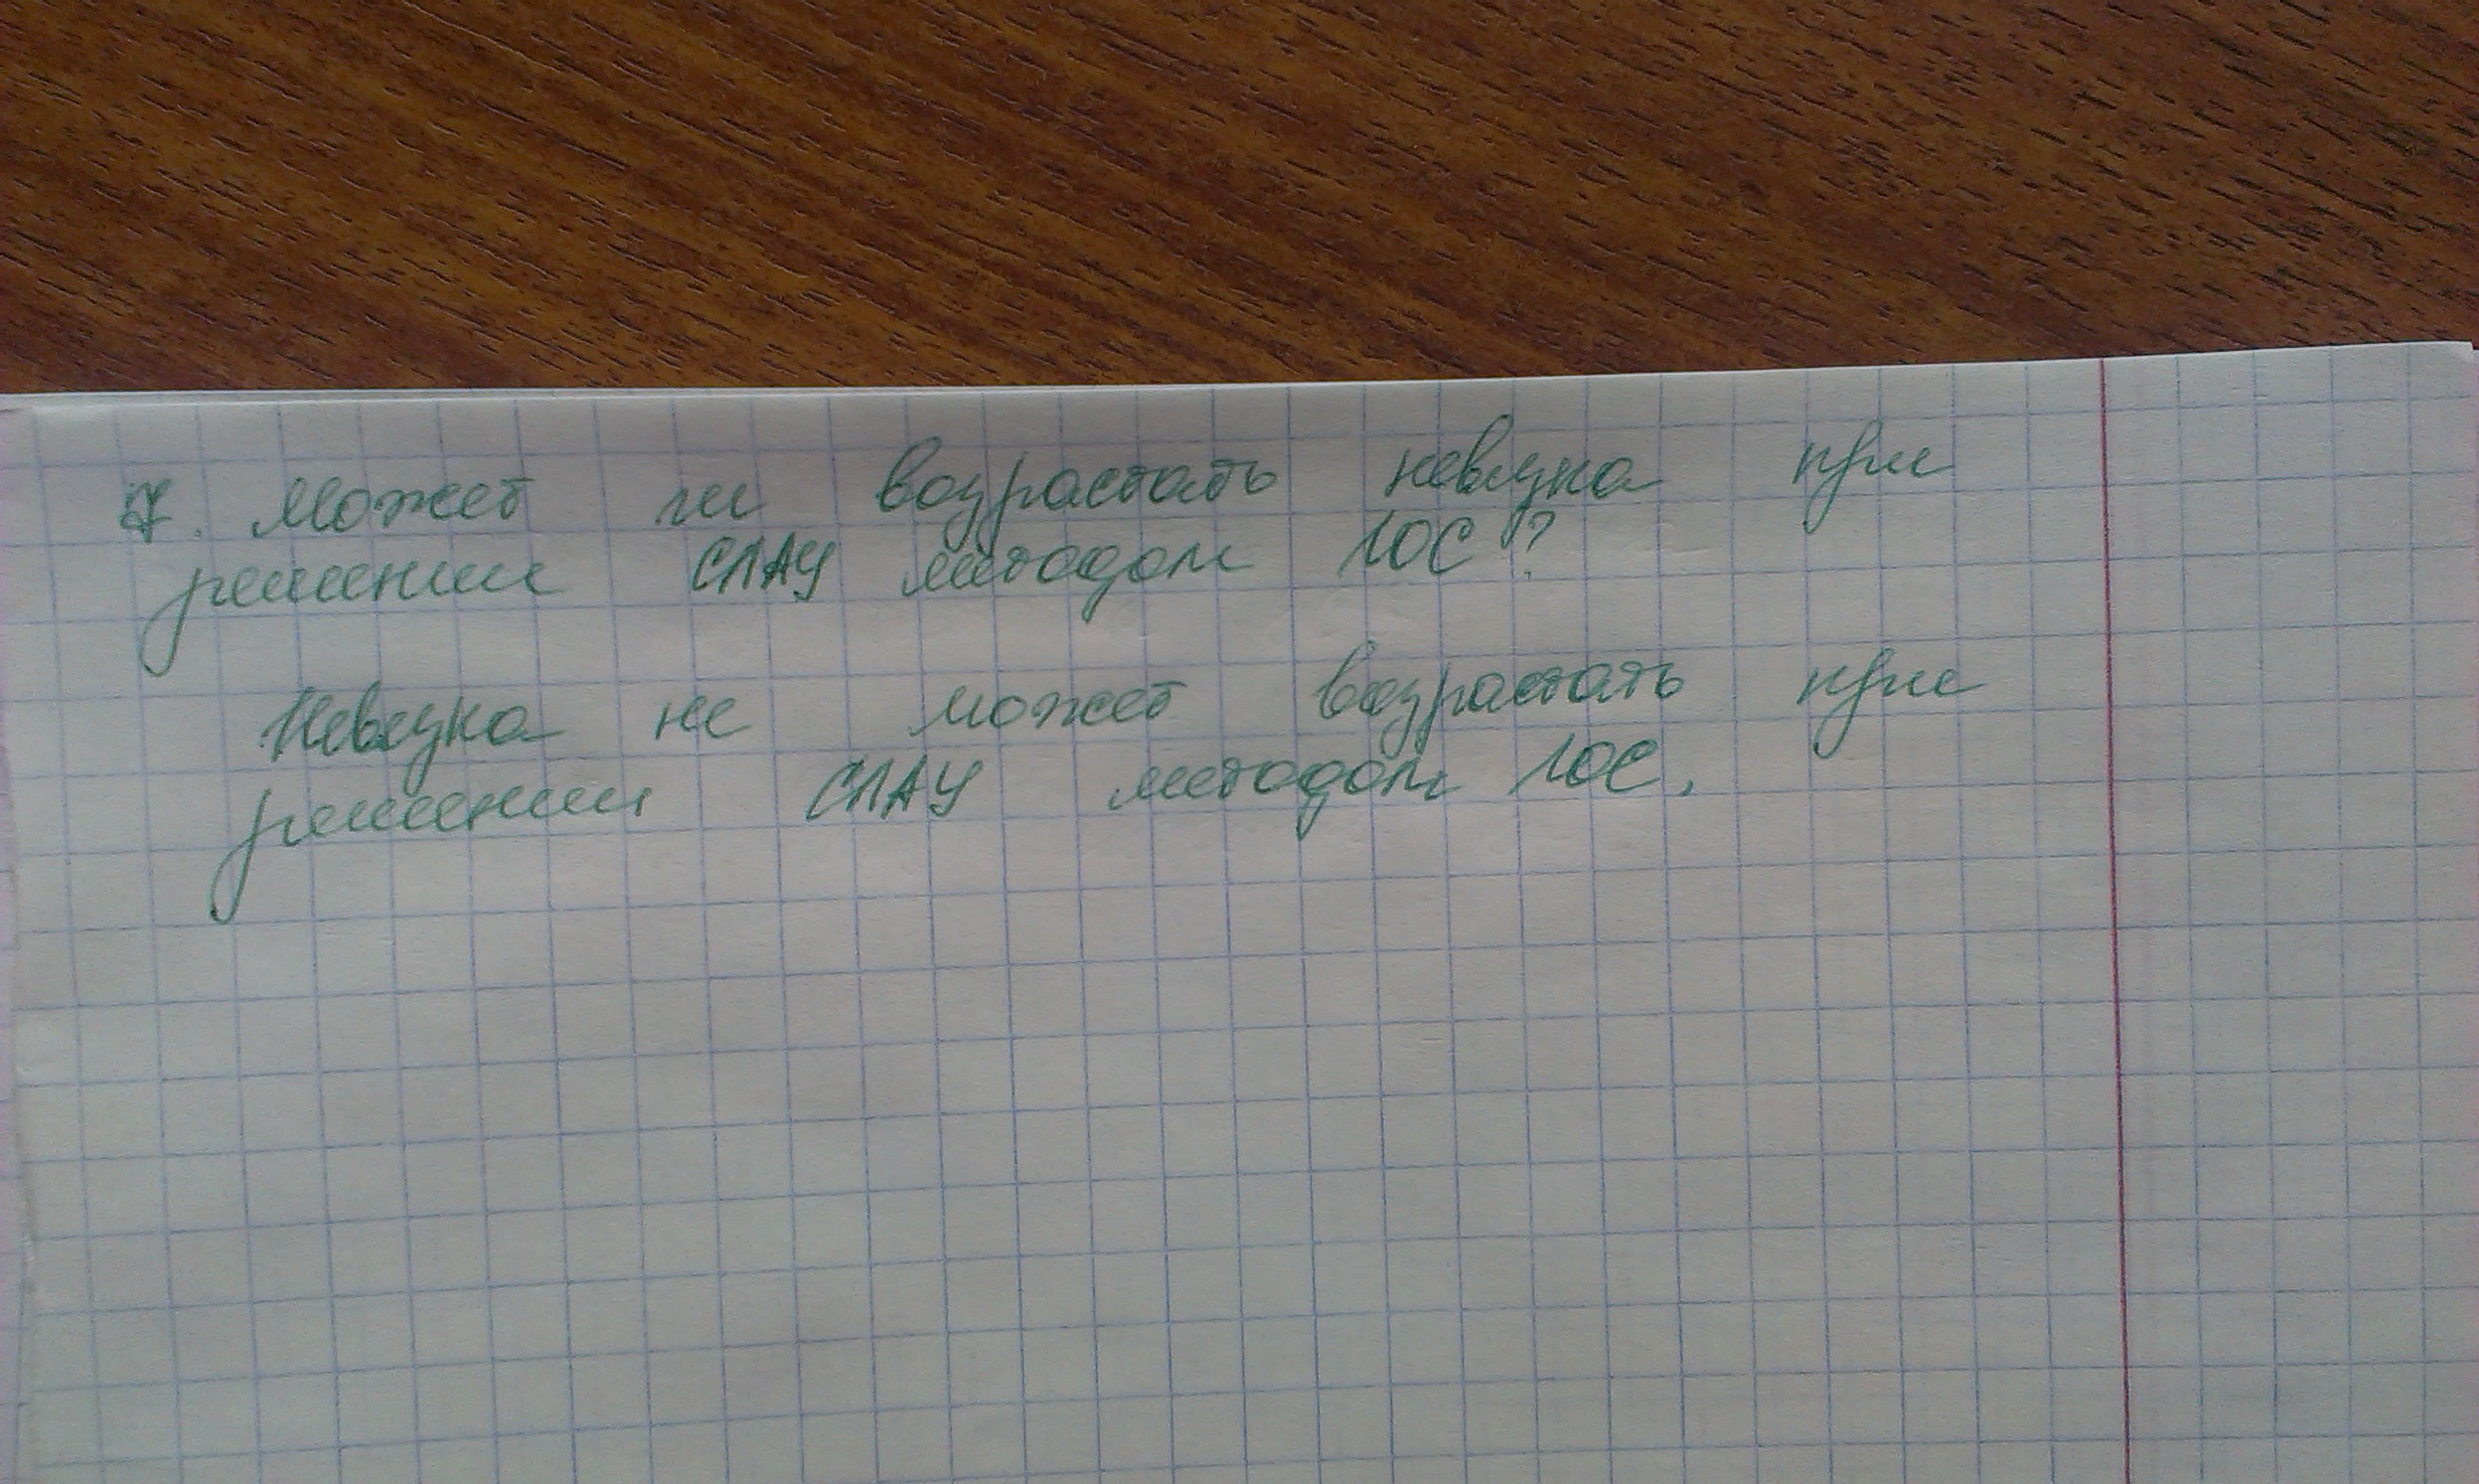 7. Может ли возрастать невязка при
решении СЛАУ методом ЛОС?
Невязка не может возрастать при
решении СЛАУ методом ЛОС.